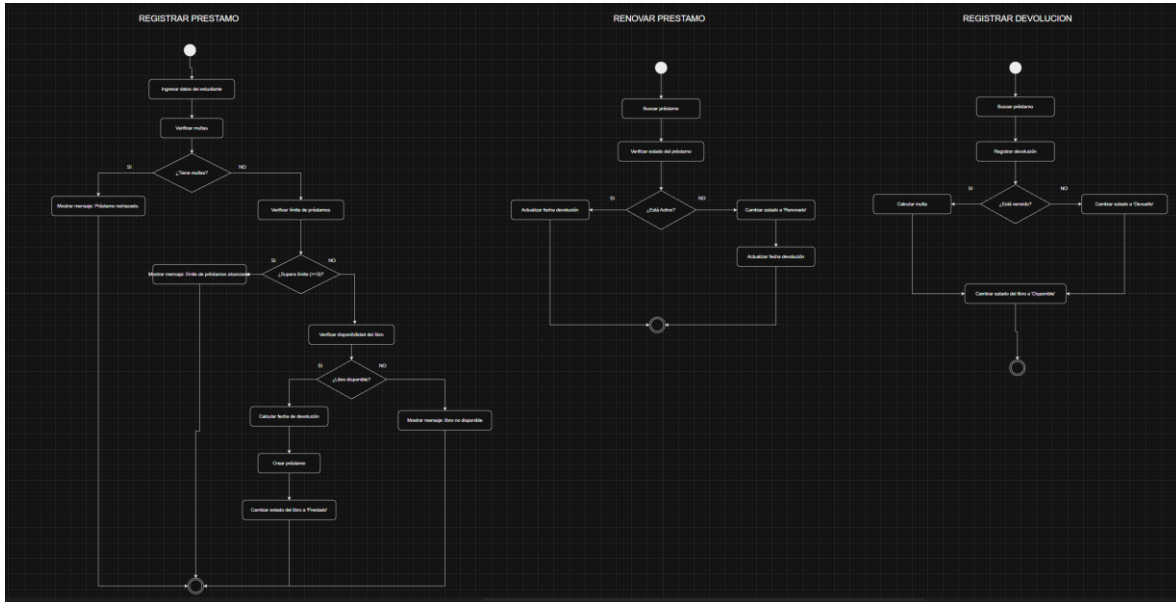 REGISTRAR PRESTAMO
Ingresar datos del estudiante
Verificar multas
¿Tiene multas?
SI
NO
Mostrar mensaje: Préstamo rechazado
Verificar límite de préstamos
¿Supera límite (>=3)?
SI
NO
Mostrar mensaje: límite de préstamos alcanzado
Verificar disponibilidad del libro
¿Libro disponible?
SI
NO
Calcular fecha de devolución
Mostrar mensaje: libro no disponible
Crear préstamo
Cambiar estado del libro a 'Prestado'
RENOVAR PRESTAMO
Buscar préstamo
Verificar estado del préstamo
¿Está Activo?
SI
NO
Actualizar fecha devolución
Cambiar estado a 'Renovado'
Actualizar fecha devolución
REGISTRAR DEVOLUCION
Buscar préstamo
Registrar devolución
¿Está vencido?
SI
NO
Calcular multa
Cambiar estado a 'Devuelto'
Cambiar estado del libro a 'Disponible'